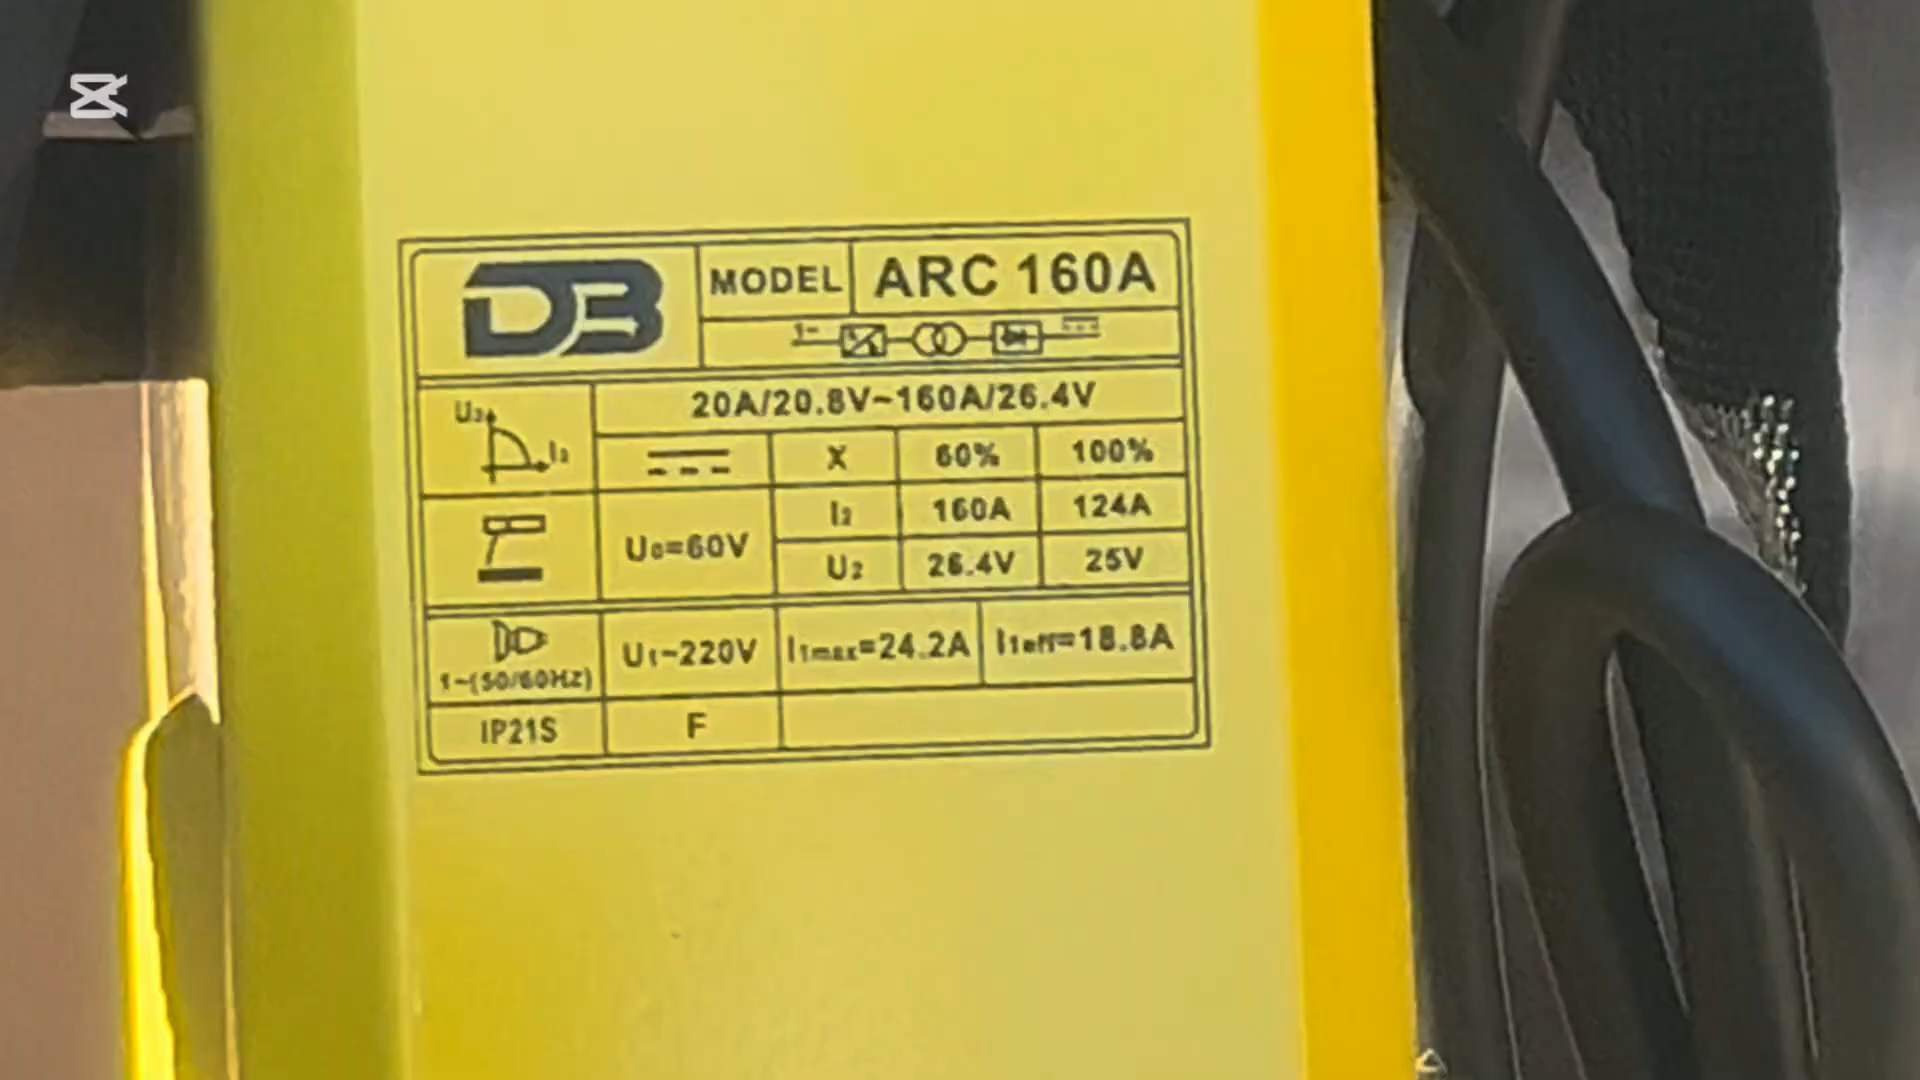 DB
MODEL ARC 160A
1~
U₂ I₂
20A/20.8V~160A/26.4V
X 60% 100%
U₀=60V
I₂ 160A 124A
U₂ 26.4V 25V
1~(50/60HZ)
U₁~220V I₁max=24.2A I₁eff=18.8A
IP21S F